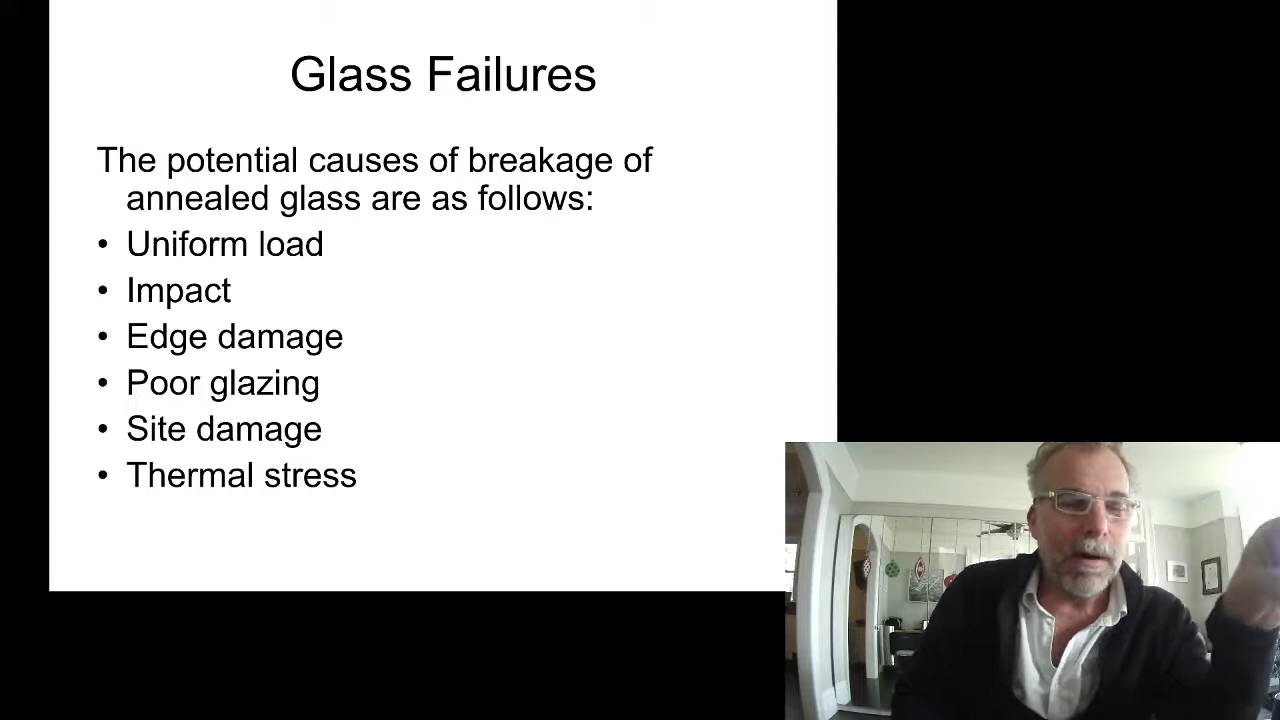 Glass Failures
The potential causes of breakage of
annealed glass are as follows:
• Uniform load
• Impact
• Edge damage
• Poor glazing
• Site damage
• Thermal stress